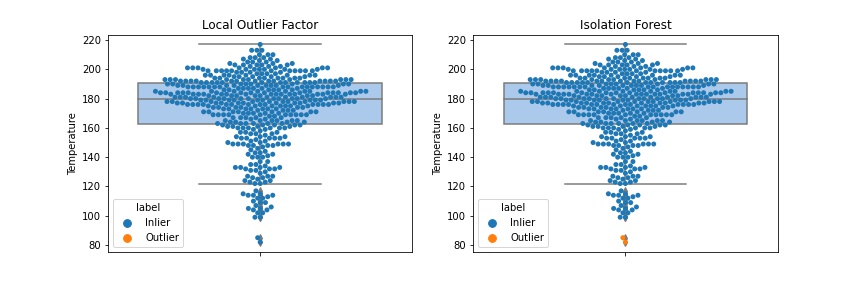 Local Outlier Factor
220
200
180
160
140
120
100
80
Temperature
label
Inlier
Outlier
Isolation Forest
220
200
180
160
140
120
100
80
Temperature
label
Inlier
Outlier